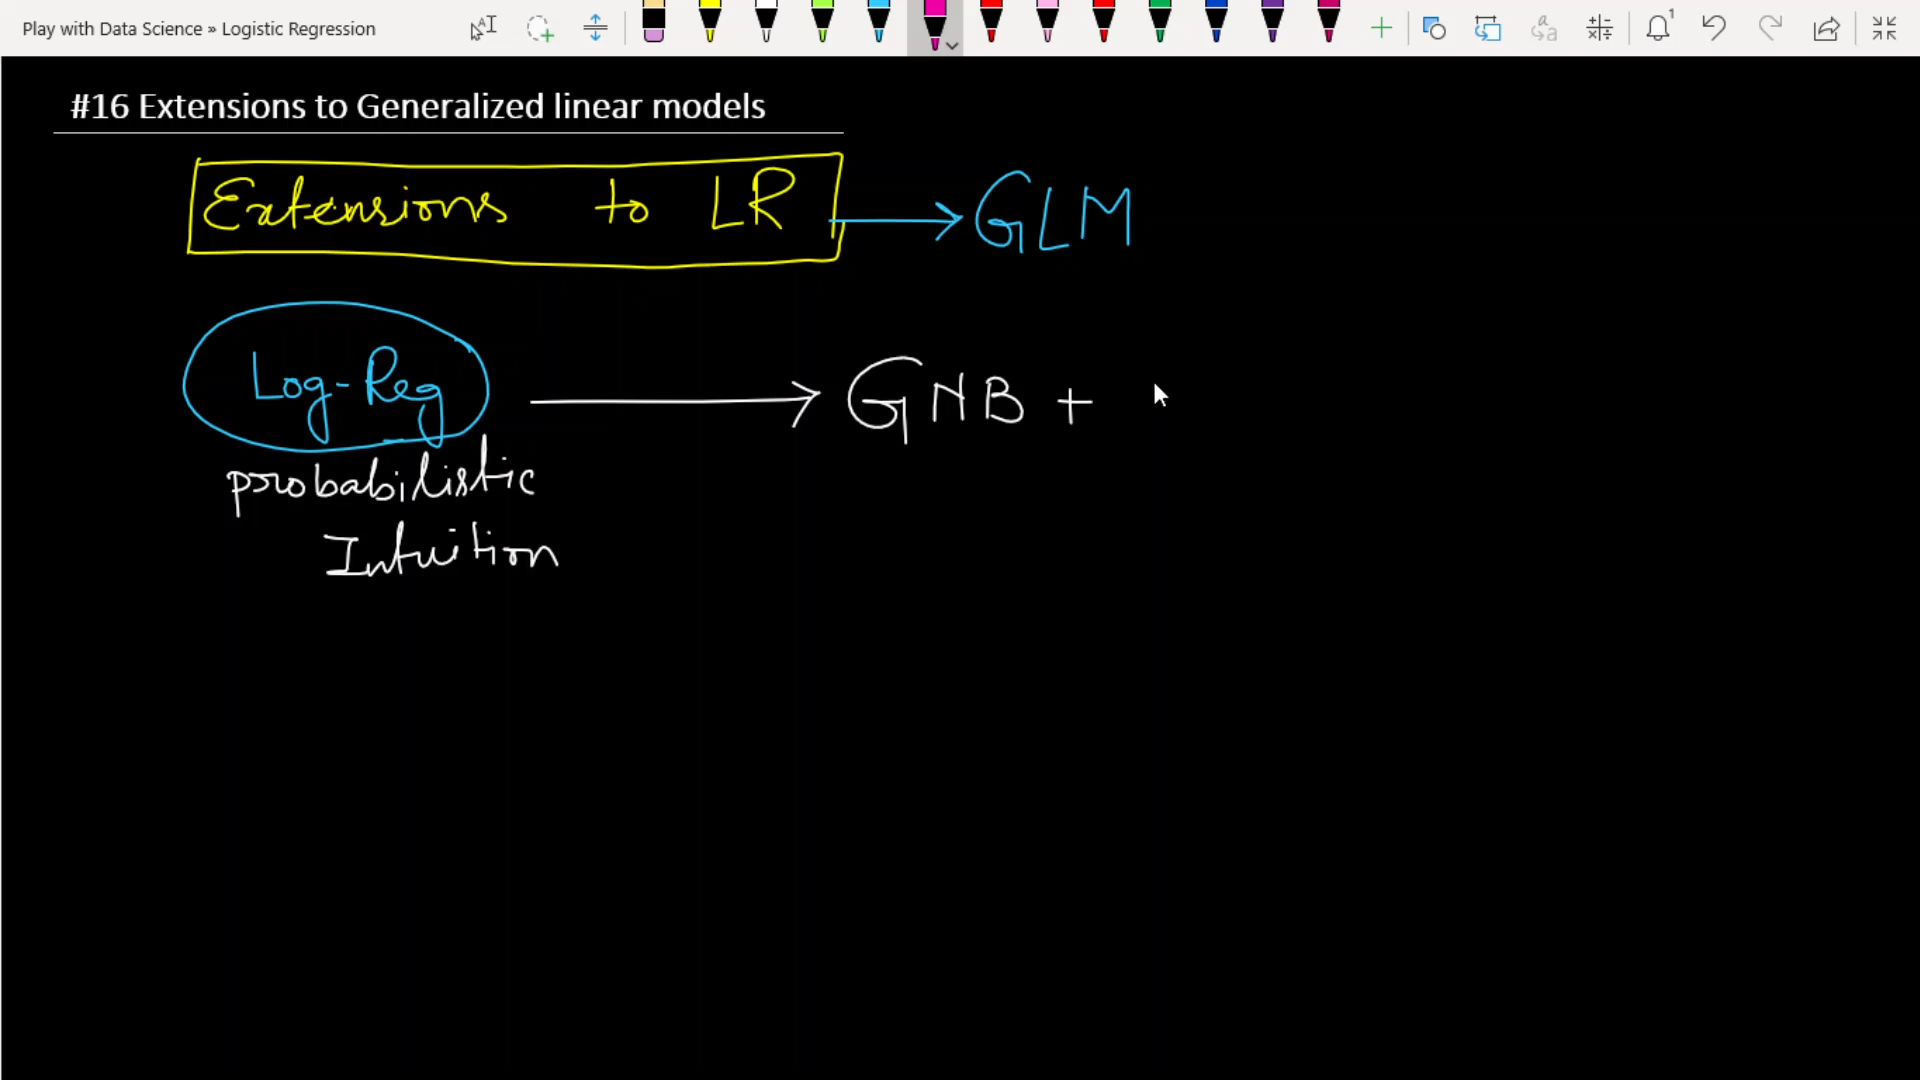 Play with Data Science » Logistic Regression
#16 Extensions to Generalized linear models
Extensions to LR → GLM
Log-Reg → GNB +
probabilistic
Intuition